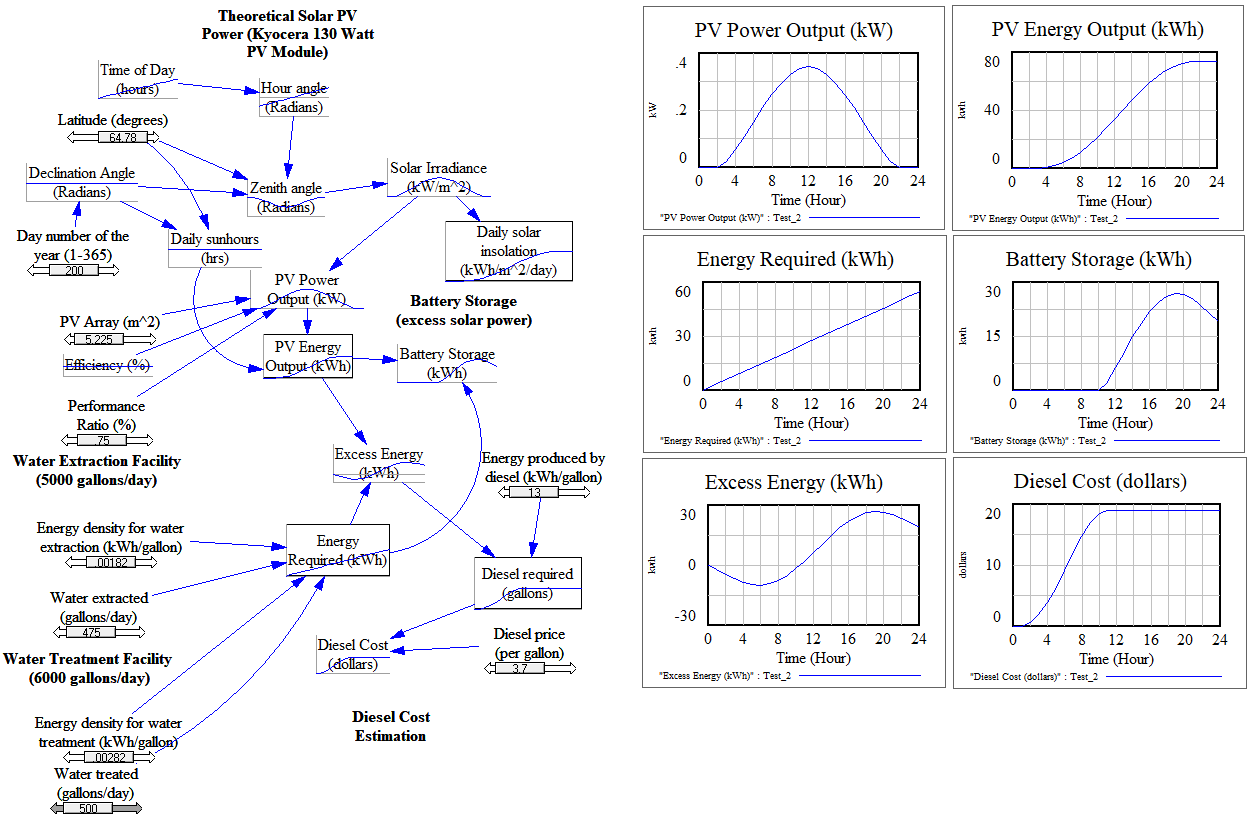 Theoretical Solar PV
Power (Kyocera 130 Watt
PV Module)
Time of Day
(hours)
Hour angle
(Radians)
Latitude (degrees)
64.78
Declination Angle
(Radians)
Zenith angle
(Radians)
Solar Irradiance
(kW/m^2)
Day number of the
year (1-365)
200
Daily sunhours
(hrs)
Daily solar
insolation
(kWh/m^2/day)
PV Power
Output (kW)
Battery Storage
(excess solar power)
PV Array (m^2)
5.225
Efficiency (%)
PV Energy
Output (kWh)
Battery Storage
(kWh)
Performance
Ratio (%)
.75
Water Extraction Facility
(5000 gallons/day)
Excess Energy
(kWh)
Energy produced by
diesel (kWh/gallon)
13
Energy density for water
extraction (kWh/gallon)
.00182
Energy
Required (kWh)
Water extracted
(gallons/day)
475
Diesel required
(gallons)
Water Treatment Facility
(6000 gallons/day)
Diesel Cost
(dollars)
Diesel price
(per gallon)
3.7
Energy density for water
treatment (kWh/gallon)
.00282
Diesel Cost
Estimation
Water treated
(gallons/day)
500
PV Power Output (kW)
.4
.2
0
kW
0 4 8 12 16 20 24
Time (Hour)
"PV Power Output (kW)" : Test_2
PV Energy Output (kWh)
80
40
0
kwh
0 4 8 12 16 20 24
Time (Hour)
"PV Energy Output (kWh)" : Test_2
Energy Required (kWh)
60
30
0
kwh
0 4 8 12 16 20 24
Time (Hour)
"Energy Required (kWh)" : Test_2
Battery Storage (kWh)
30
15
0
kwh
0 4 8 12 16 20 24
Time (Hour)
"Battery Storage (kWh)" : Test_2
Excess Energy (kWh)
30
0
-30
kwh
0 4 8 12 16 20 24
Time (Hour)
"Excess Energy (kWh)" : Test_2
Diesel Cost (dollars)
20
10
0
dollars
0 4 8 12 16 20 24
Time (Hour)
"Diesel Cost (dollars)" : Test_2